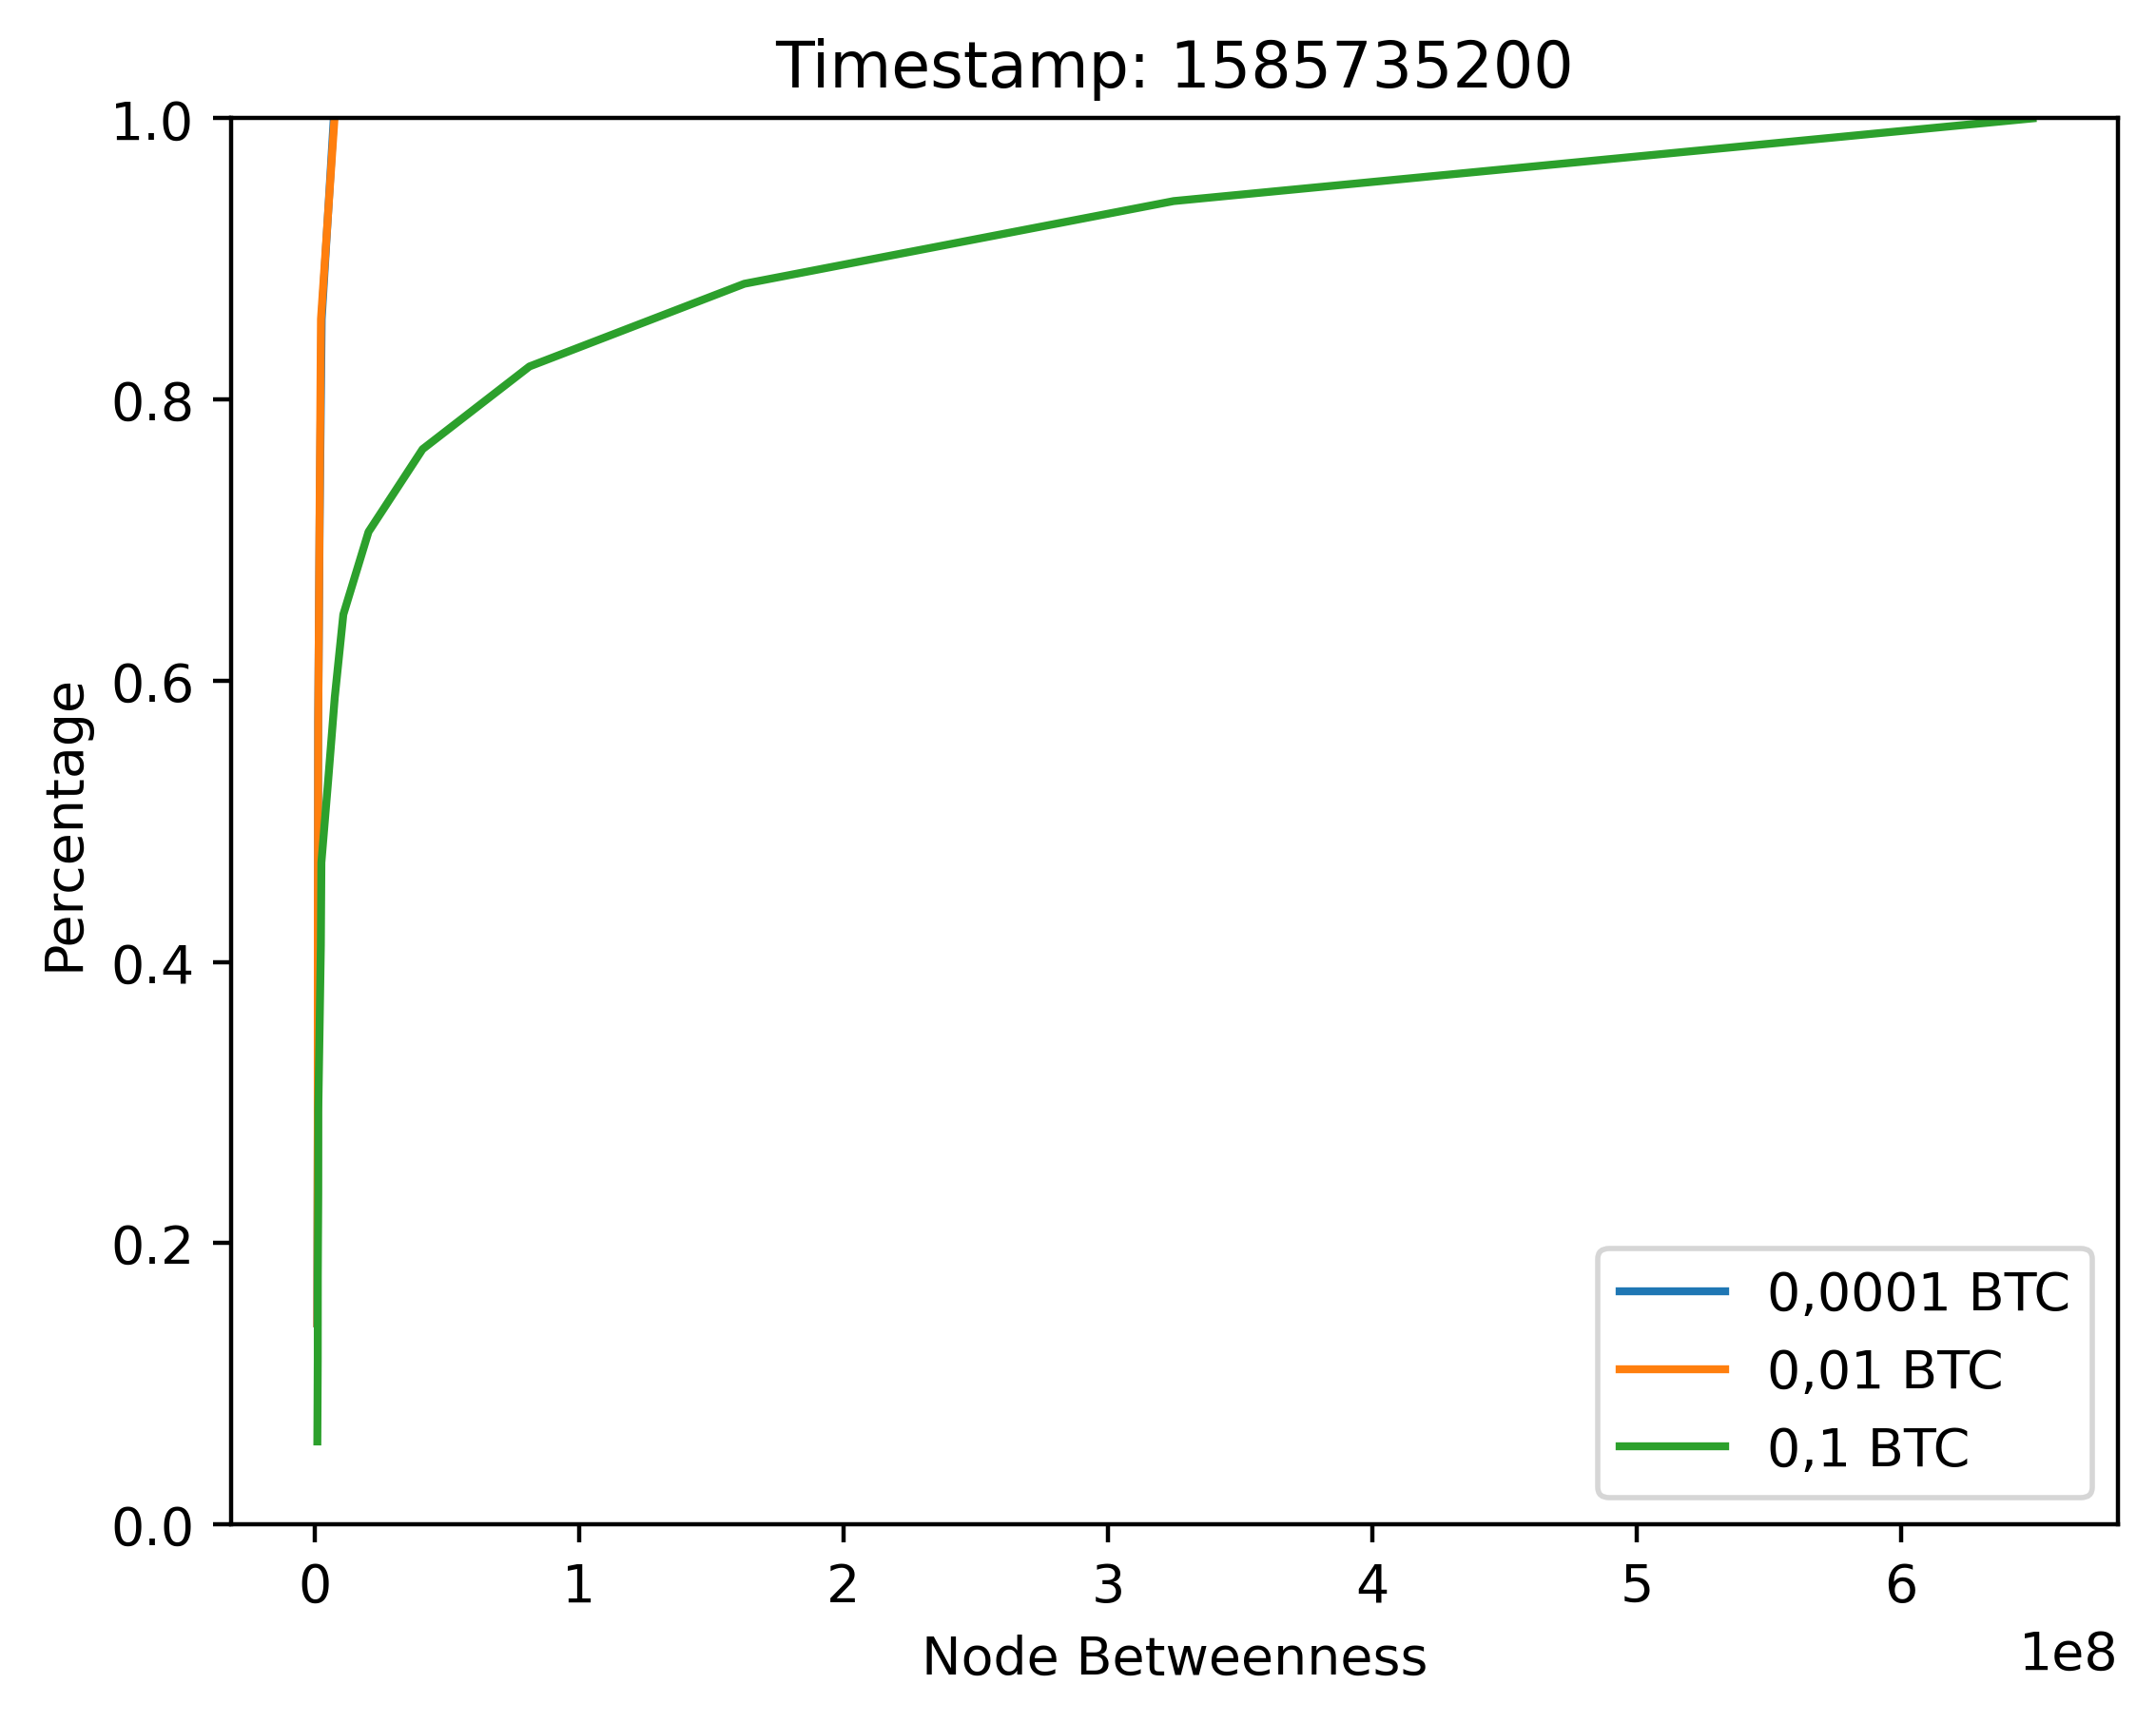 Timestamp: 1585735200
1.0
0.8
0.6
0.4
0.2
0.0
Percentage
0,0001 BTC
0,01 BTC
0,1 BTC
0 1 2 3 4 5 6
Node Betweenness
1e8